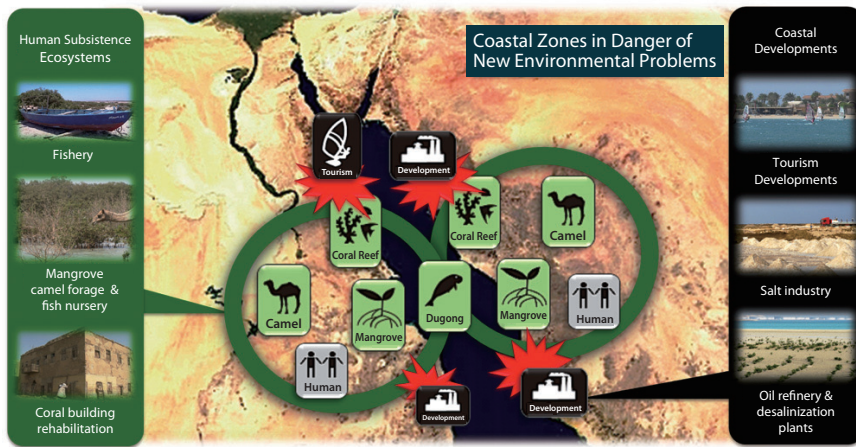 Human Subsistence
Ecosystems
Fishery
Mangrove
camel forage &
fish nursery
Coral building
rehabilitation
Coastal Zones in Danger of
New Environmental Problems
Tourism
Development
Coral Reef
Coral Reef
Camel
Camel
Mangrove
Dugong
Mangrove
Human
Human
Development
Development
Coastal
Developments
Tourism
Developments
Salt industry
Oil refinery &
desalinization
plants